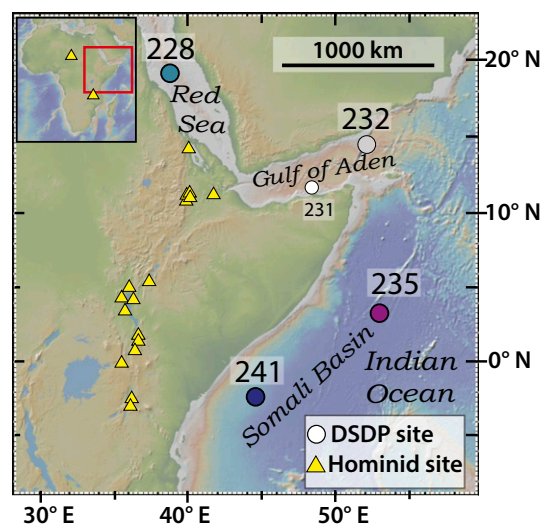 228
1000 km
20° N
Red
Sea
232
Gulf of Aden
231
10° N
235
Somali Basin
Indian
Ocean
0° N
241
DSDP site
Hominid site
30° E
40° E
50° E